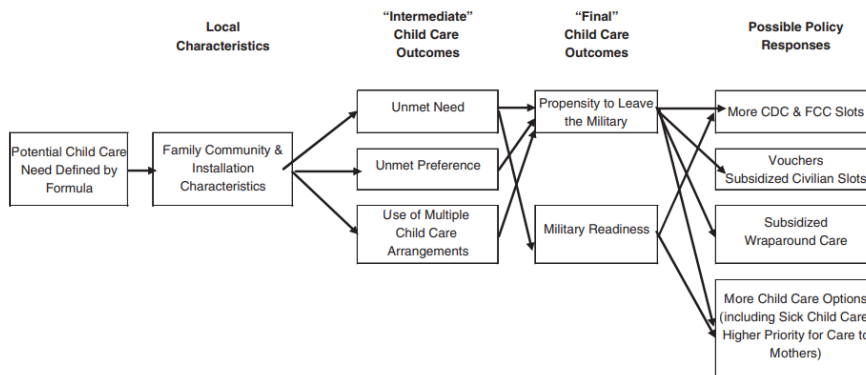 Local
Characteristics
“Intermediate”
Child Care
Outcomes
“Final”
Child Care
Outcomes
Possible Policy
Responses
Potential Child Care
Need Defined by
Formula
Family Community &
Installation
Characteristics
Unmet Need
Unmet Preference
Use of Multiple
Child Care
Arrangements
Propensity to Leave
the Military
Military Readiness
More CDC & FCC Slots
Vouchers
Subsidized Civilian Slots
Subsidized
Wraparound Care
More Child Care Options
(including Sick Child Care
Higher Priority for Care to
Mothers)